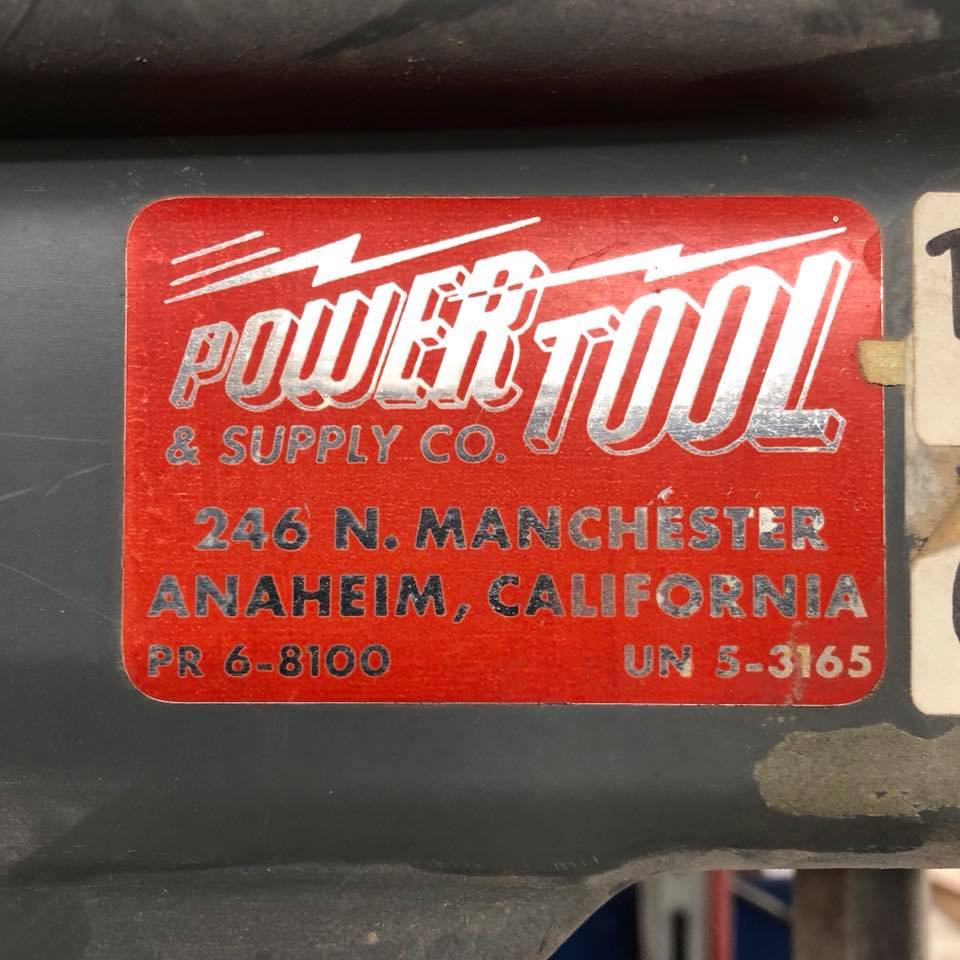 POWER TOOL
& SUPPLY CO.
246 N. MANCHESTER
ANAHEIM, CALIFORNIA
PR 6-8100 UN 5-3165